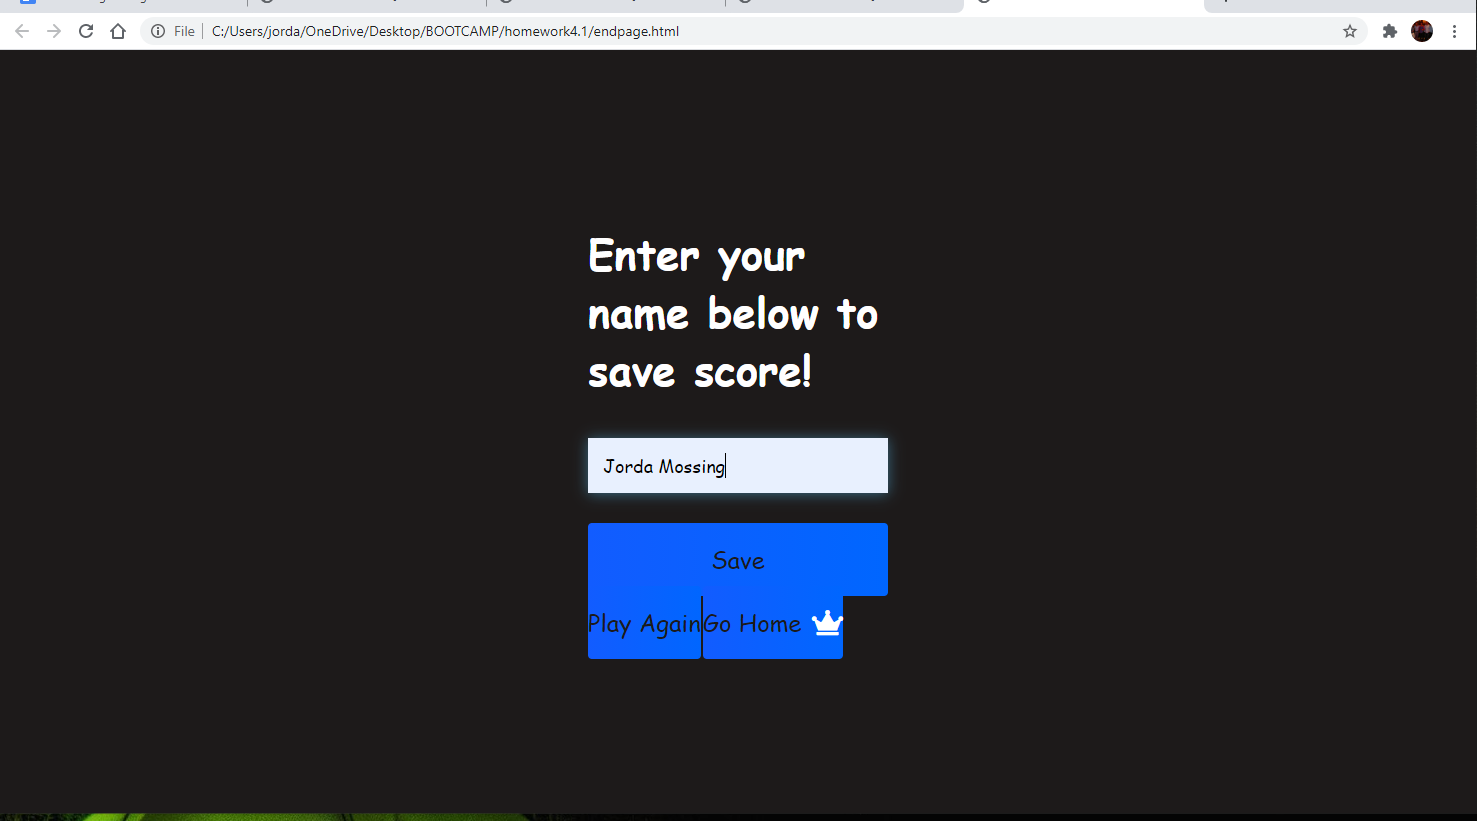 File
C:/Users/jorda/OneDrive/Desktop/BOOTCAMP/homework4.1/endpage.html
Enter your
name below to
save score!
Jorda Mossing
Save
Play Again
Go Home